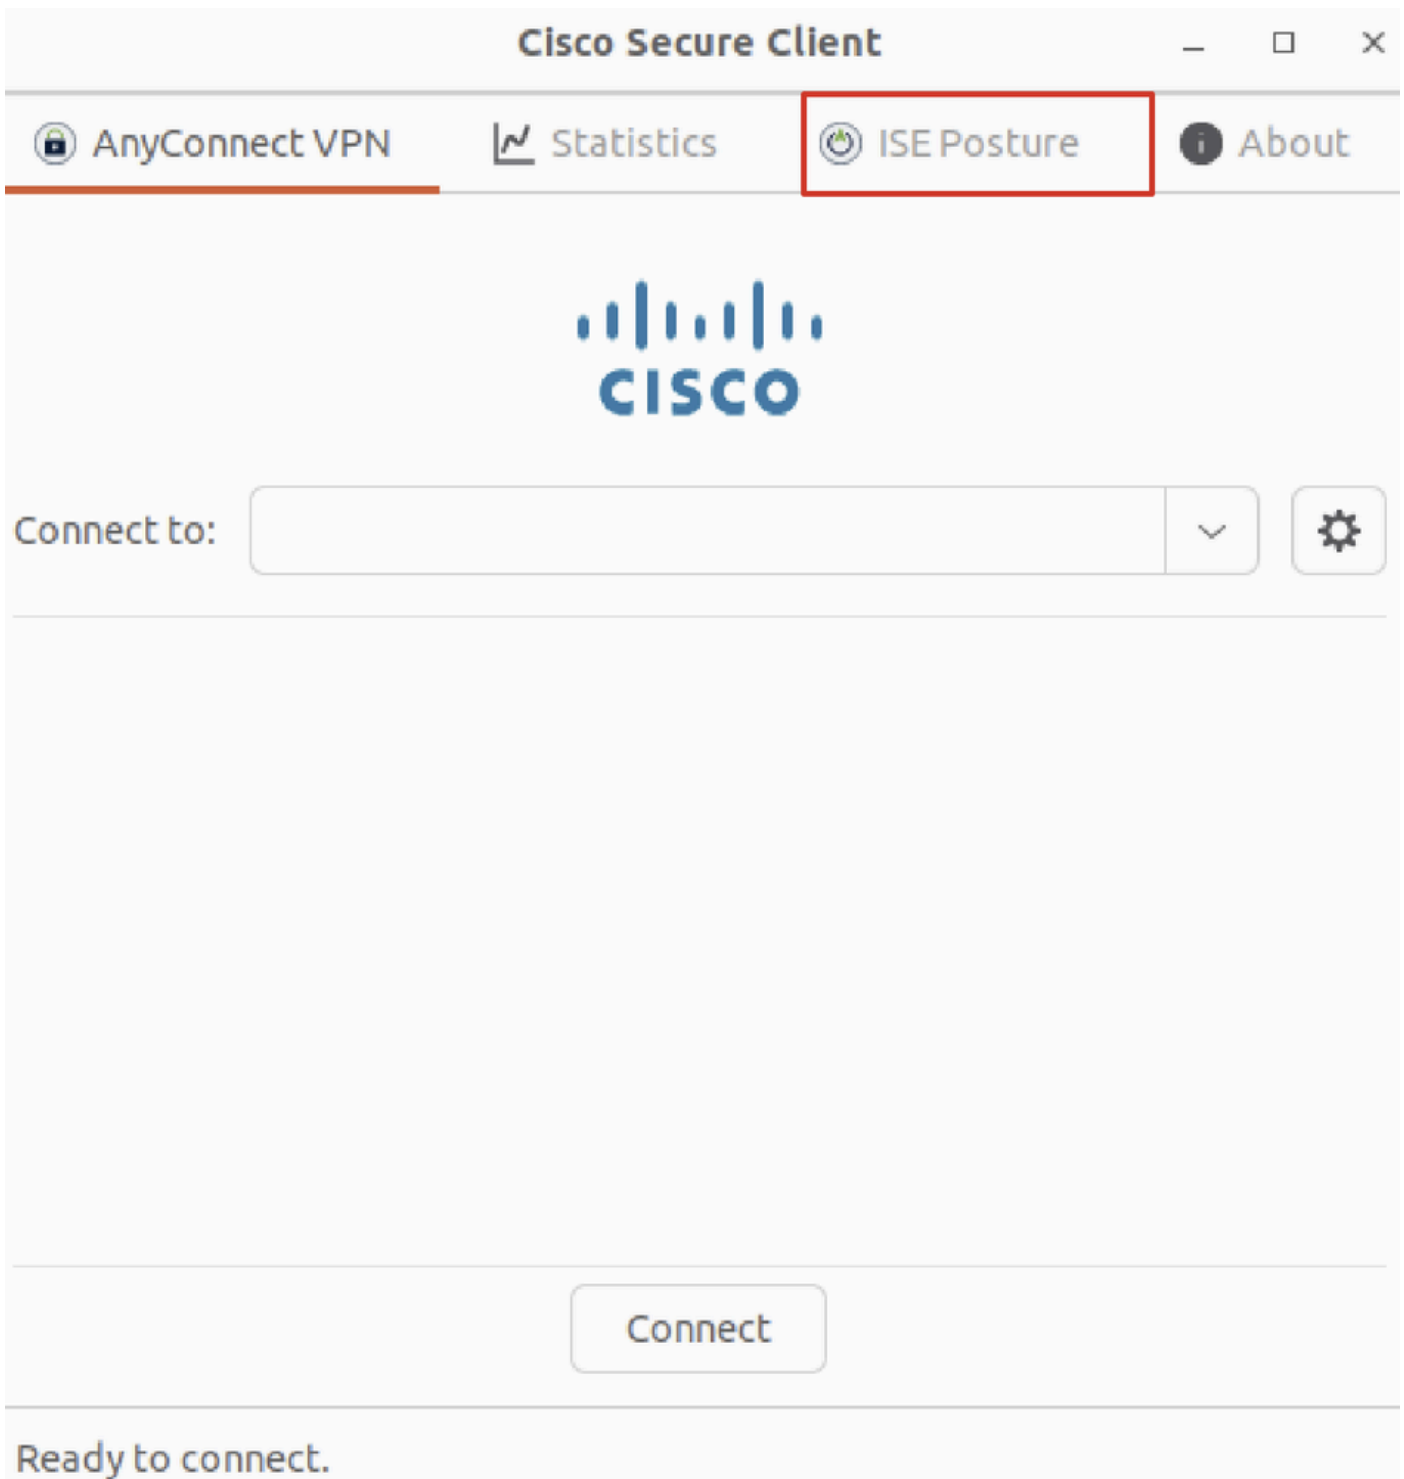 Cisco Secure Client
AnyConnect VPN Statistics ISE Posture About
CISCO
Connect to:
Connect
Ready to connect.